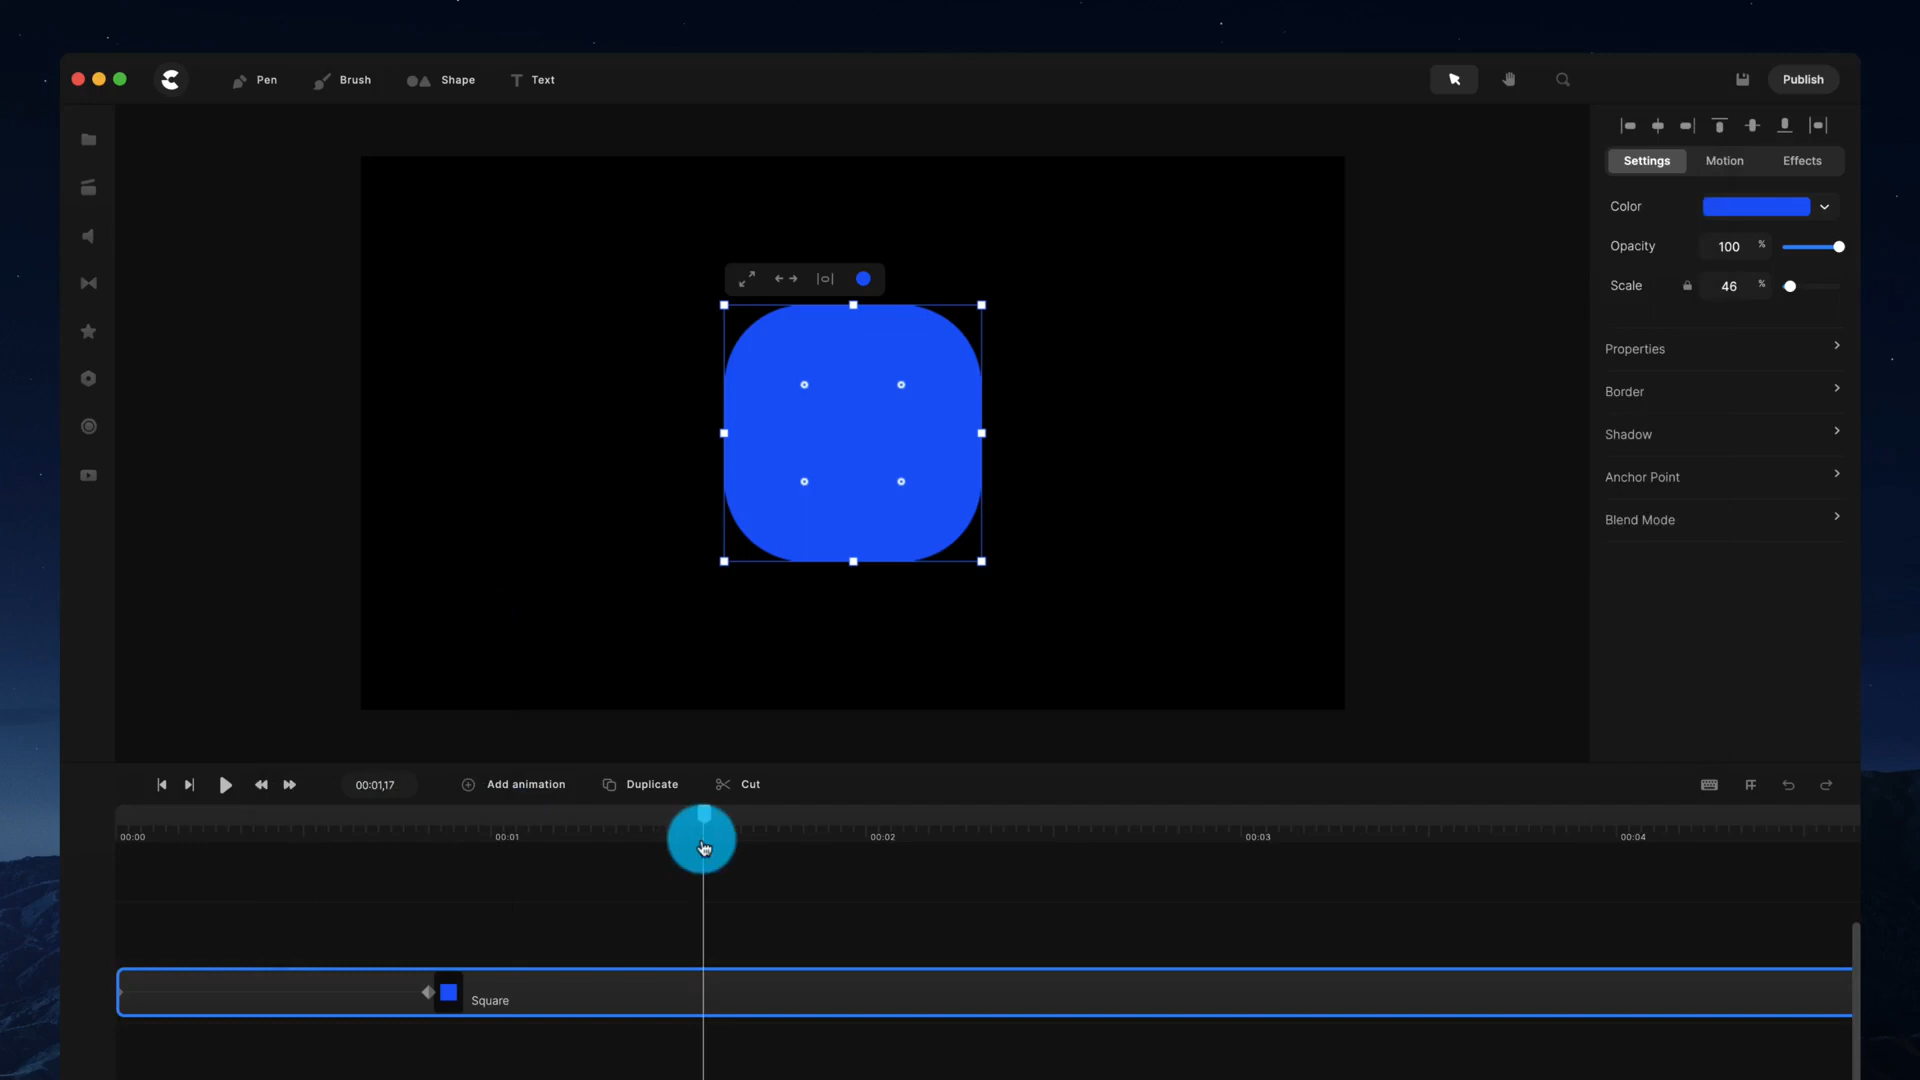 Pen Brush Shape Text Publish
Settings Motion Effects
Color
Opacity 100 %
Scale 46 %
Properties
Border
Shadow
Anchor Point
Blend Mode
00:01,17 Add animation Duplicate Cut
00:00 00:01 00:02 00:03 00:04
Square